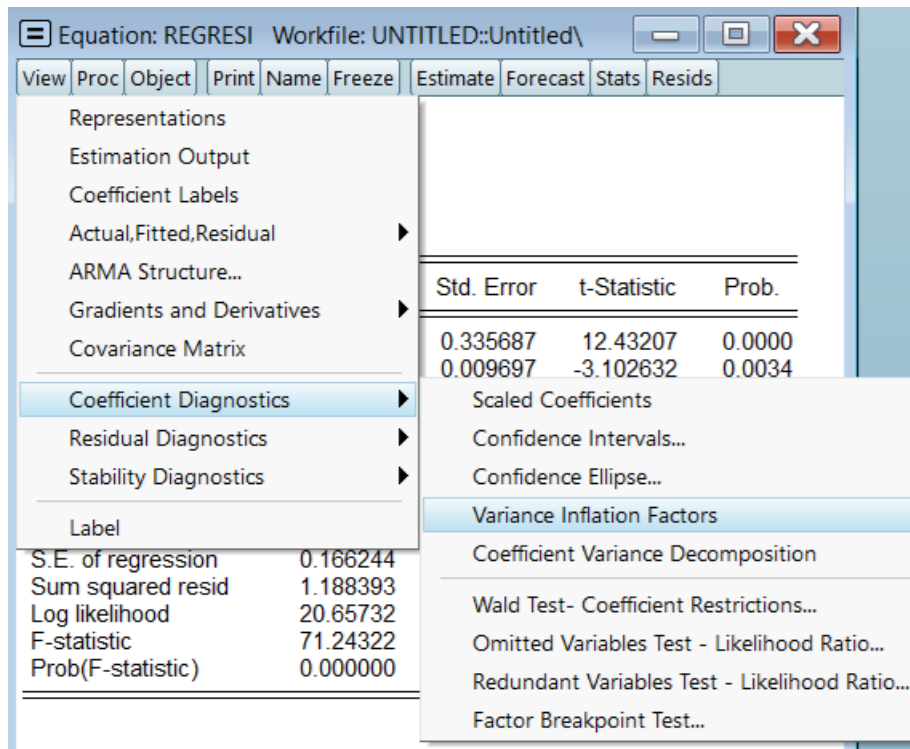 Equation: REGRESI Workfile: UNTITLED::Untitled\
View Proc Object Print Name Freeze Estimate Forecast Stats Resids
Representations
Estimation Output
Coefficient Labels
Actual,Fitted,Residual
ARMA Structure...
Gradients and Derivatives
Covariance Matrix
Coefficient Diagnostics
Residual Diagnostics
Stability Diagnostics
Label
Std. Error t-Statistic Prob.
0.335687 12.43207 0.0000
0.009697 -3.102632 0.0034
Scaled Coefficients
Confidence Intervals...
Confidence Ellipse...
Variance Inflation Factors
Coefficient Variance Decomposition
Wald Test- Coefficient Restrictions...
Omitted Variables Test - Likelihood Ratio...
Redundant Variables Test - Likelihood Ratio...
Factor Breakpoint Test...
S.E. of regression 0.166244
Sum squared resid 1.188393
Log likelihood 20.65732
F-statistic 71.24322
Prob(F-statistic) 0.000000